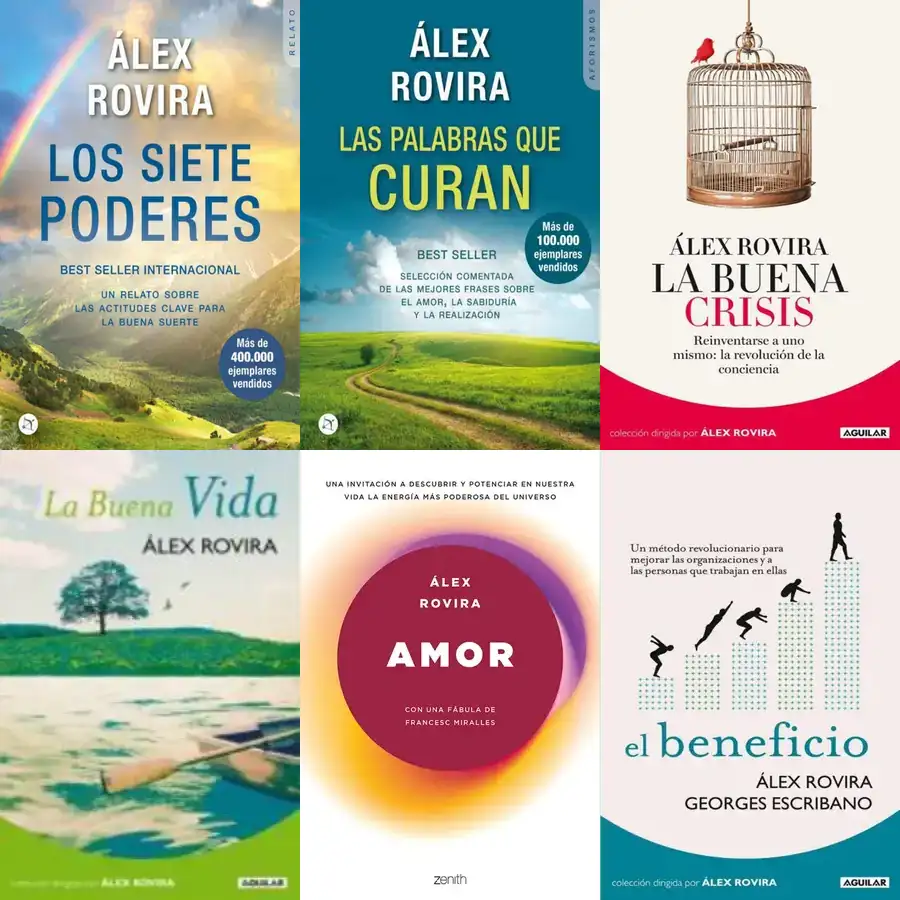 RELATO
ÁLEX
ROVIRA
LOS SIETE
PODERES
BEST SELLER INTERNACIONAL
UN RELATO SOBRE
LAS ACTITUDES CLAVE PARA
LA BUENA SUERTE
Más de
400.000
ejemplares
vendidos
AFORISMOS
ÁLEX
ROVIRA
LAS PALABRAS QUE
CURAN
Más de
100.000
ejemplares
vendidos
BEST SELLER
SELECCIÓN COMENTADA
DE LAS MEJORES FRASES SOBRE
EL AMOR, LA SABIDURÍA
Y LA REALIZACIÓN
ÁLEX ROVIRA
LA BUENA
CRISIS
Reinventarse a uno
mismo: la revolución de la
conciencia
colección dirigida por ÁLEX ROVIRA
AGUILAR
La Buena Vida
ÁLEX ROVIRA
colección dirigida por ÁLEX ROVIRA
AGUILAR
UNA INVITACIÓN A DESCUBRIR Y POTENCIAR EN NUESTRA
VIDA LA ENERGÍA MÁS PODEROSA DEL UNIVERSO
ÁLEX
ROVIRA
AMOR
CON UNA FÁBULA DE
FRANCESC MIRALLES
zenith
Un método revolucionario para
mejorar las organizaciones y a
las personas que trabajan en ellas
el beneficio
ÁLEX ROVIRA
GEORGES ESCRIBANO
colección dirigida por ÁLEX ROVIRA
AGUILAR